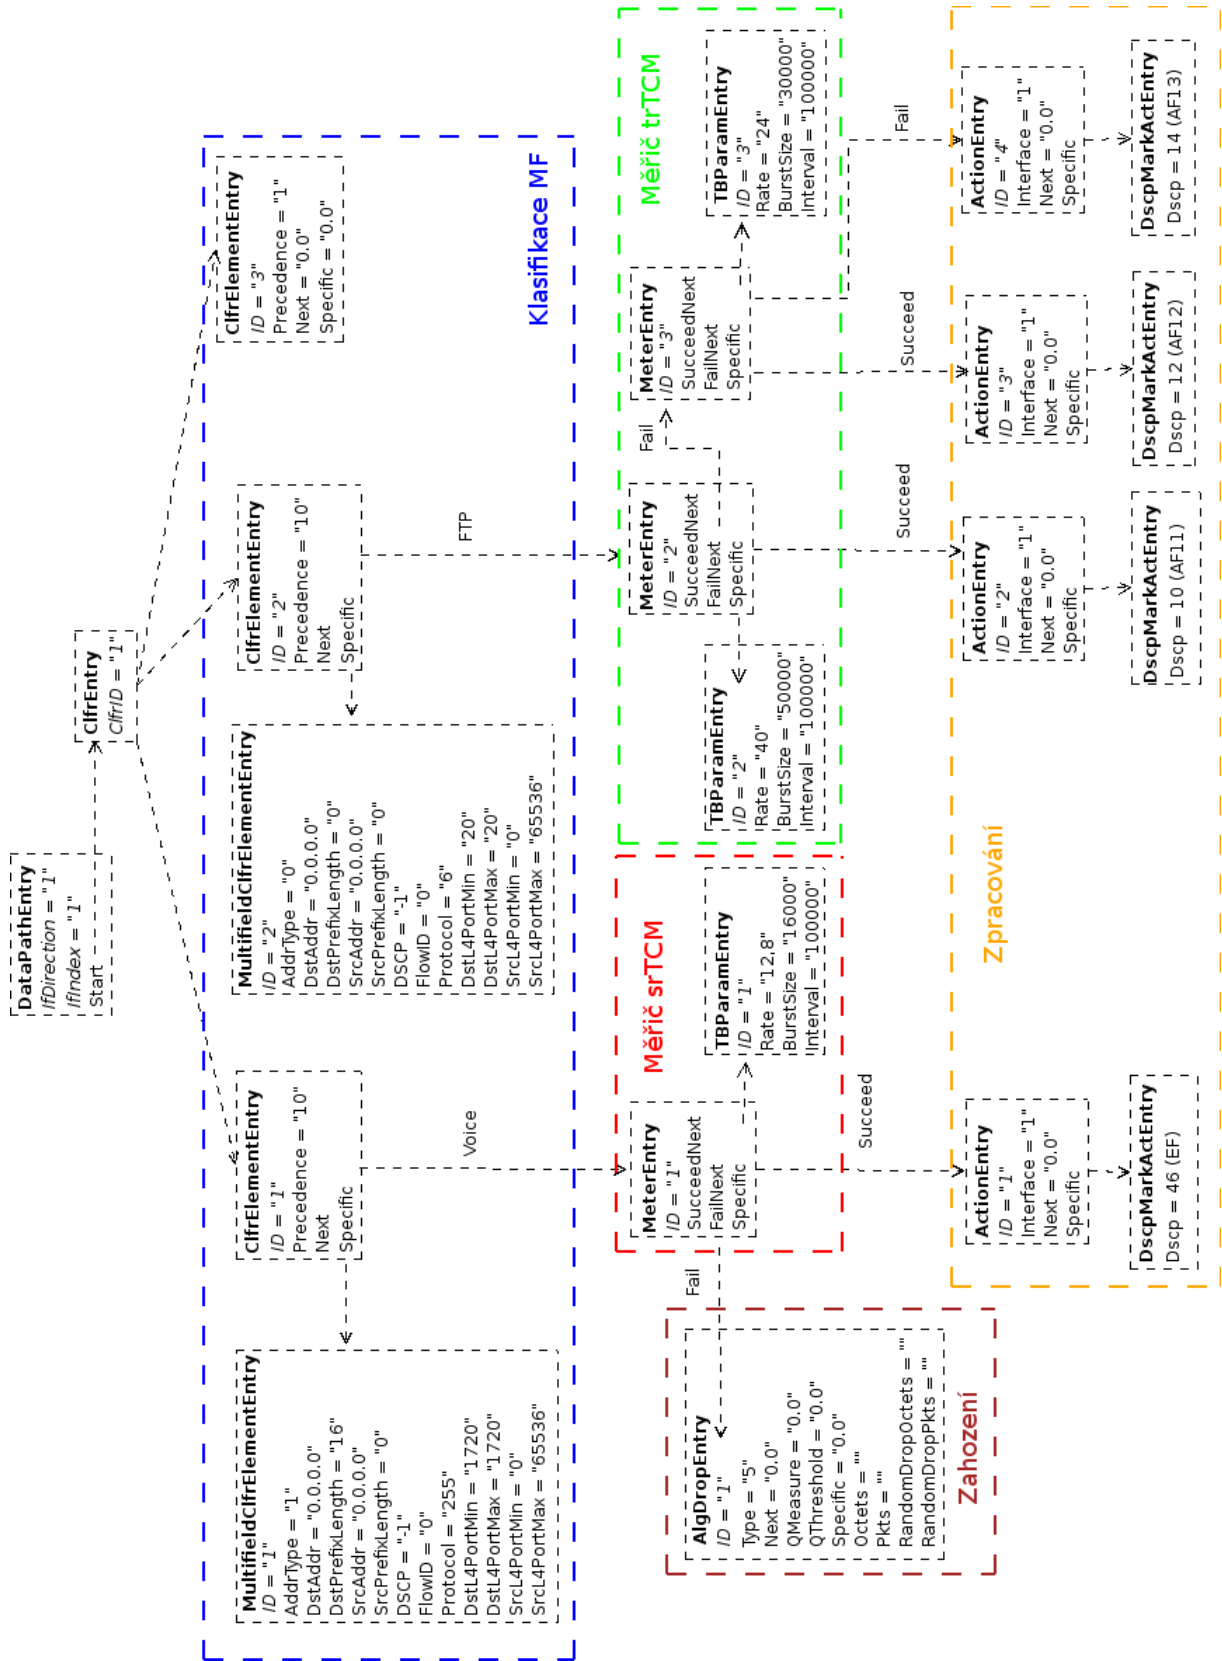 DataPathEntry
IfDirection = "1"
IfIndex = "1"
Start
ClfrEntry
ClfrID = "1"
Klasifikace MF
MultifieldClfrElementEntry
ID = "1"
AddrType = "1"
DstAddr = "0.0.0.0"
DstPrefixLength = "16"
SrcAddr = "0.0.0.0"
SrcPrefixLength = "0"
DSCP = "-1"
FlowID = "0"
Protocol = "255"
DstL4PortMin = "1720"
DstL4PortMax = "1720"
SrcL4PortMin = "0"
SrcL4PortMax = "65536"
ClfrElementEntry
ID = "1"
Precedence = "10"
Next
Specific
MultifieldClfrElementEntry
ID = "2"
AddrType = "0"
DstAddr = "0.0.0.0"
DstPrefixLength = "0"
SrcAddr = "0.0.0.0"
SrcPrefixLength = "0"
DSCP = "-1"
FlowID = "0"
Protocol = "6"
DstL4PortMin = "20"
DstL4PortMax = "20"
SrcL4PortMin = "0"
SrcL4PortMax = "65536"
ClfrElementEntry
ID = "2"
Precedence = "10"
Next
Specific
ClfrElementEntry
ID = "3"
Precedence = "1"
Next = "0.0"
Specific = "0.0"
Voice
FTP
Měřič srTCM
MeterEntry
ID = "1"
SucceedNext
FailNext
Specific
TBParamEntry
ID = "1"
Rate = "12,8"
BurstSize = "16000"
Interval = "100000"
Měřič trTCM
TBParamEntry
ID = "2"
Rate = "40"
BurstSize = "50000"
Interval = "100000"
MeterEntry
ID = "2"
SucceedNext
FailNext
Specific
Fail
MeterEntry
ID = "3"
SucceedNext
FailNext
Specific
TBParamEntry
ID = "3"
Rate = "24"
BurstSize = "30000"
Interval = "100000"
Fail
Succeed
Succeed
Succeed
Fail
AlgDropEntry
ID = "1"
Type = "5"
Next = "0.0"
QMeasure = "0.0"
QThreshold = "0.0"
Specific = "0.0"
Octets = ""
Pkts = ""
RandomDropOctets = ""
RandomDropPkts = ""
Zahození
Zpracování
ActionEntry
ID = "1"
Interface = "1"
Next = "0.0"
Specific
ActionEntry
ID = "2"
Interface = "1"
Next = "0.0"
Specific
ActionEntry
ID = "3"
Interface = "1"
Next = "0.0"
Specific
ActionEntry
ID = "4"
Interface = "1"
Next = "0.0"
Specific
DscpMarkActEntry
Dscp = 46 (EF)
DscpMarkActEntry
Dscp = 10 (AF11)
DscpMarkActEntry
Dscp = 12 (AF12)
DscpMarkActEntry
Dscp = 14 (AF13)